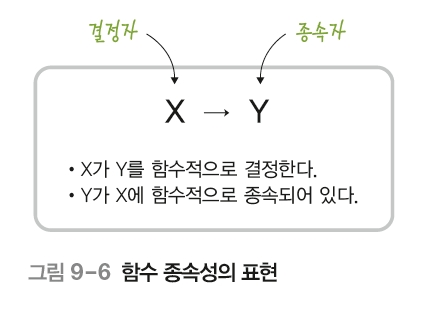 결정자 종속자
X → Y
• X가 Y를 함수적으로 결정한다.
• Y가 X에 함수적으로 종속되어 있다.
그림 9-6 함수 종속성의 표현